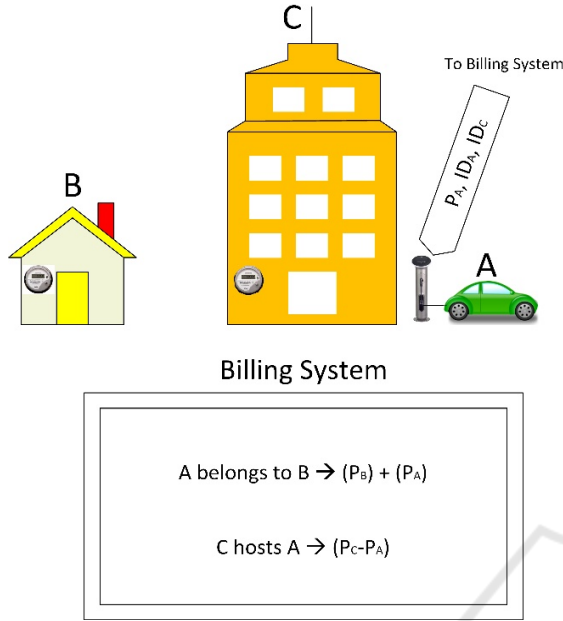 C
To Billing System
PA, IDA, IDC
B
A
Billing System
A belongs to B → (PB) + (PA)
C hosts A → (PC-PA)